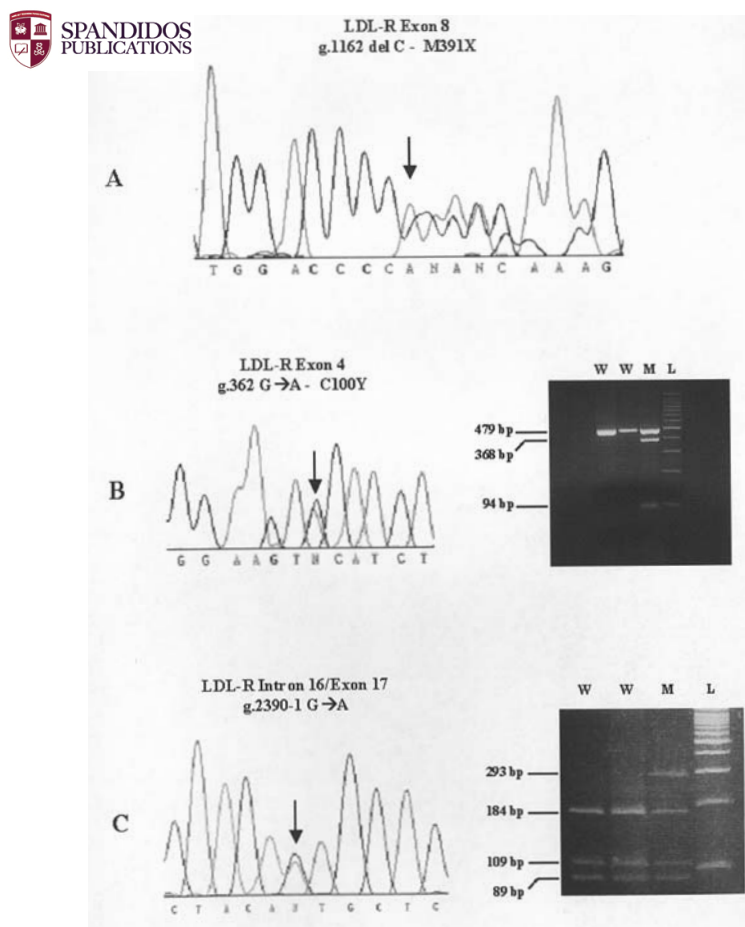 SPANDIDOS
PUBLICATIONS
LDL-R Exon 8
g.1162 del C - M391X
A
T G G A C C C C A N A N C A A A G
LDL-R Exon 4
g.362 G→A - C100Y
B
G G A A G T N C A T C T
W W M L
479 bp
368 bp
94 bp
LDL-R Intron 16/Exon 17
g.2390-1 G→A
C
C T A C A N T G C T C
W W M L
293 bp
184 bp
109 bp
89 bp